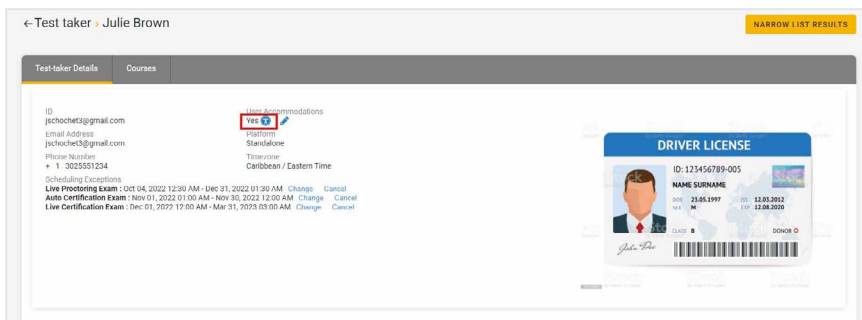 ←Test taker › Julie Brown
NARROW LIST RESULTS
Test-taker Details Courses
ID
jschochet3@gmail.com
Email Address
jschochet3@gmail.com
Phone Number
+ 1 3025551234
User Accommodations
Yes
Platform
Standalone
Timezone
Caribbean / Eastern Time
Scheduling Exceptions
Live Proctoring Exam : Oct 04, 2022 12:30 AM - Dec 31, 2022 01:30 AM Change Cancel
Auto Certification Exam : Nov 01, 2022 01:00 AM - Nov 30, 2022 12:00 AM Change Cancel
Live Certification Exam : Dec 01, 2022 12:00 AM - Mar 31, 2023 03:00 AM Change Cancel
DRIVER LICENSE
ID: 123456789-005
NAME SURNAME
DOB 23.05.1997 ISS 12.03.2012
SEX M EXP 12.08.2020
CLASS B DONOR
John Doe